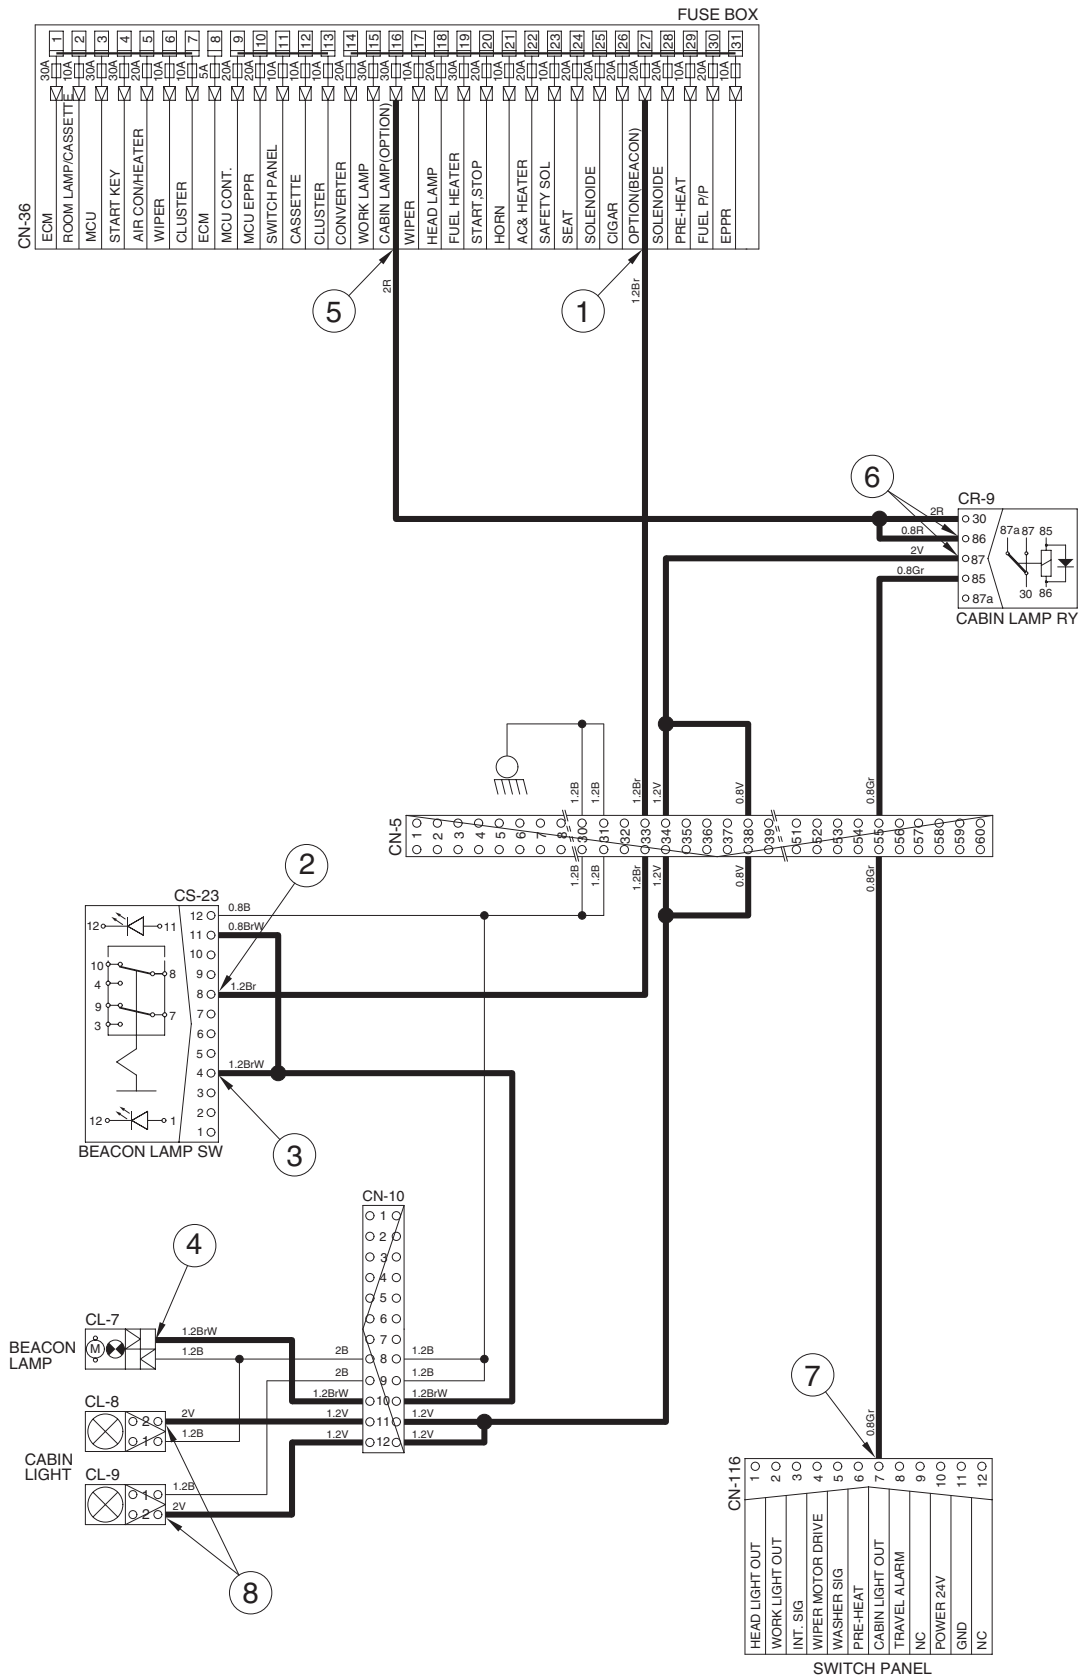 FUSE BOX
1 2 3 4 5 6 7 8 9 10 11 12 13 14 15 16 17 18 19 20 21 22 23 24 25 26 27 28 29 30 31
30A 10A 30A 30A 20A 10A 10A 5A 30A 20A 10A 10A 10A 20A 30A 20A 10A 20A 20A 20A 10A 20A 10A 20A 20A 20A 20A 20A 10A 20A 10A
CN-36
ECM
ROOM LAMP/CASSETTE
MCU
START KEY
AIR CON/HEATER
WIPER
CLUSTER
ECM
MCU CONT.
MCU EPPR
SWITCH PANEL
CASSETTE
CLUSTER
CONVERTER
WORK LAMP
CABIN LAMP(OPTION)
WIPER
HEAD LAMP
FUEL HEATER
START,STOP
HORN
AC& HEATER
SAFETY SOL
SEAT
SOLENOIDE
CIGAR
OPTION(BEACON)
SOLENOIDE
PRE-HEAT
FUEL P/P
EPPR
5
2R
1
1.2Br
6
CR-9
2R
30
0.8R
86
2V
87
0.8Gr
85
87a
87a 87 85
30 86
CABIN LAMP RY
1.2B 1.2B 1.2Br 1.2V 0.8V 0.8Gr
CN-5
1 2 3 4 5 6 7 8 30 31 32 33 34 35 36 37 38 39 51 52 53 54 55 56 57 58 59 60
1.2B 1.2B 1.2Br 1.2V 0.8V 0.8Gr
2
CS-23
12 0.8B
11 0.8BrW
10
9
8 1.2Br
7
6
5
4 1.2BrW
3
2
1
12 11
10 8
4
9 7
3
12 1
BEACON LAMP SW
3
CN-10
1
2
3
4
5
6
7
8
9
10
11
12
4
CL-7
BEACON
LAMP
M
1.2BrW
1.2B
2B 1.2B
2B 1.2B
1.2BrW 1.2BrW
1.2V 1.2V
1.2V 1.2V
CL-8
2 2V
1 1.2B
CABIN
LIGHT
CL-9
1 1.2B
2 2V
8
7
0.8Gr
CN-116
1 2 3 4 5 6 7 8 9 10 11 12
HEAD LIGHT OUT
WORK LIGHT OUT
INT. SIG
WIPER MOTOR DRIVE
WASHER SIG
PRE-HEAT
CABIN LIGHT OUT
TRAVEL ALARM
NC
POWER 24V
GND
NC
SWITCH PANEL